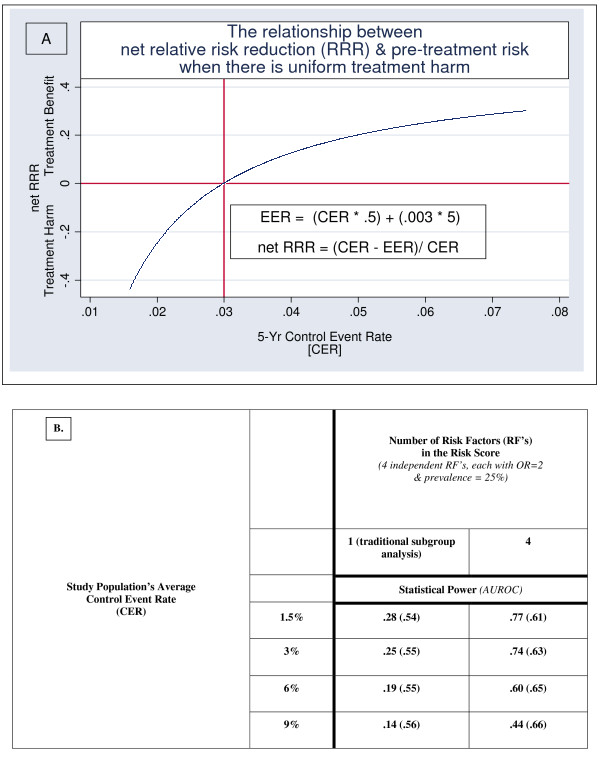 A
The relationship between
net relative risk reduction (RRR) & pre-treatment risk
when there is uniform treatment harm
net RRR
Treatment Harm Treatment Benefit
.4
.2
0
-.2
-.4
EER = (CER * .5) + (.003 * 5)
net RRR = (CER - EER)/ CER
.01 .02 .03 .04 .05 .06 .07 .08
5-Yr Control Event Rate
[CER]
B.
Number of Risk Factors (RF's)
in the Risk Score
(4 independent RF's, each with OR=2
& prevalence = 25%)
1 (traditional subgroup
analysis)
4
Study Population's Average
Control Event Rate
(CER)
Statistical Power (AUROC)
1.5% .28 (.54) .77 (.61)
3% .25 (.55) .74 (.63)
6% .19 (.55) .60 (.65)
9% .14 (.56) .44 (.66)